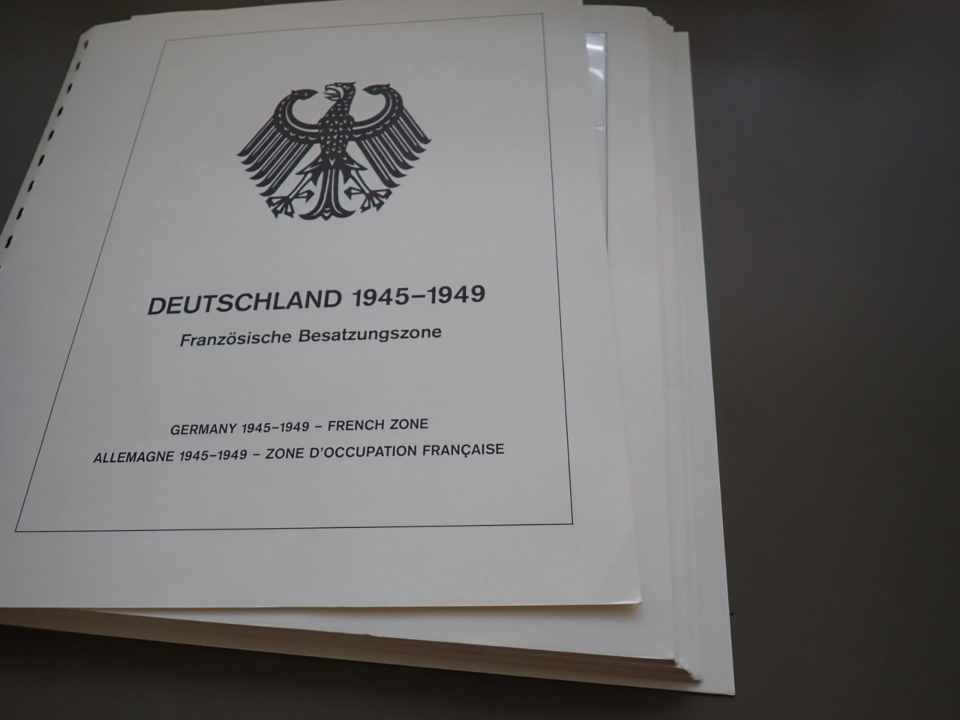 DEUTSCHLAND 1945–1949
Französische Besatzungszone
GERMANY 1945–1949 – FRENCH ZONE
ALLEMAGNE 1945–1949 – ZONE D'OCCUPATION FRANÇAISE